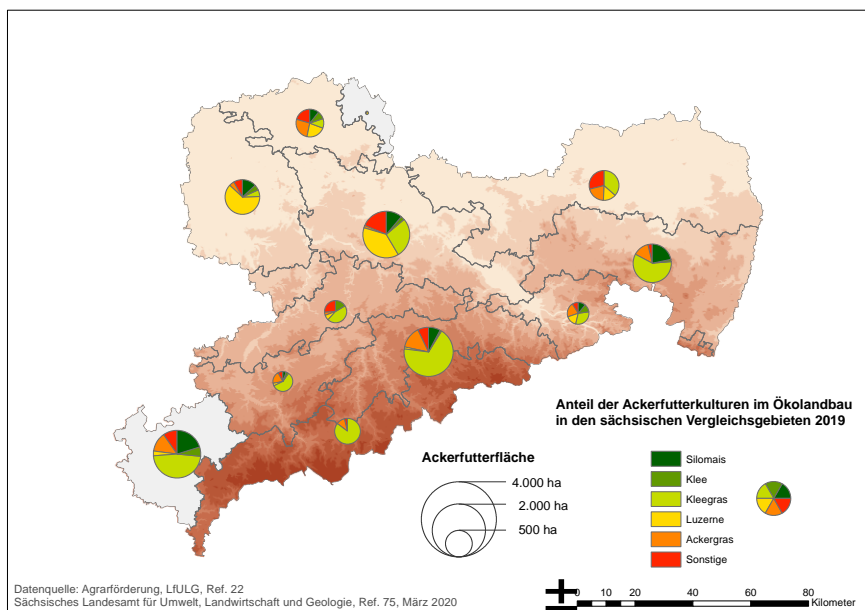 Anteil der Ackerfutterkulturen im Ökolandbau
in den sächsischen Vergleichsgebieten 2019
Ackerfutterfläche
4.000 ha
2.000 ha
500 ha
Silomais
Klee
Kleegras
Luzerne
Ackergras
Sonstige
Datenquelle: Agrarförderung, LfULG, Ref. 22
Sächsisches Landesamt für Umwelt, Landwirtschaft und Geologie, Ref. 75, März 2020
0 10 20 40 60 80
Kilometer